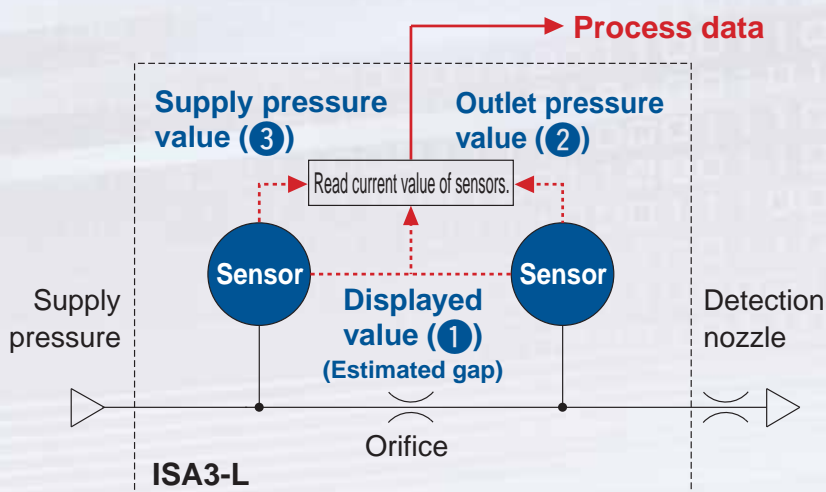 Process data
Supply pressure
value (3)
Outlet pressure
value (2)
Read current value of sensors.
Sensor
Sensor
Supply
pressure
Displayed
value (1)
(Estimated gap)
Detection
nozzle
Orifice
ISA3-L